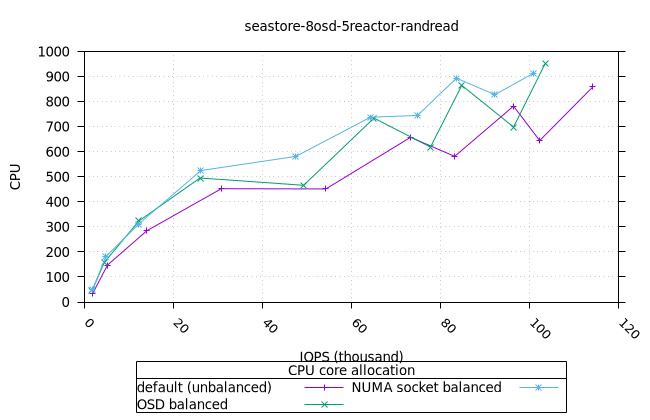 seastore-8osd-5reactor-randread
1000
900
800
700
600
500
400
300
200
100
0
CPU
0 20 40 60 80 100 120
IOPS (thousand)
CPU core allocation
default (unbalanced) NUMA socket balanced
OSD balanced